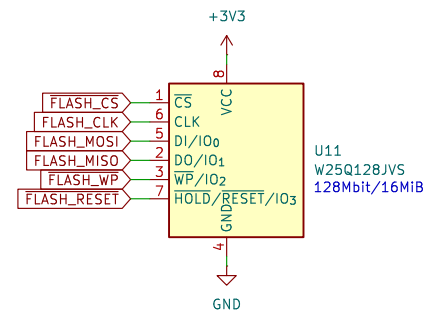 +3V3
8
VCC
FLASH_CS 1 CS
FLASH_CLK 6 CLK
FLASH_MOSI 5 DI/IO0
FLASH_MISO 2 DO/IO1
FLASH_WP 3 WP/IO2
FLASH_RESET 7 HOLD/RESET/IO3
U11
W25Q128JVS
128Mbit/16MiB
GND
4
GND